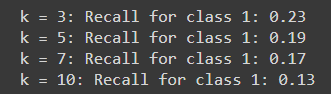 k = 3: Recall for class 1: 0.23
k = 5: Recall for class 1: 0.19
k = 7: Recall for class 1: 0.17
k = 10: Recall for class 1: 0.13